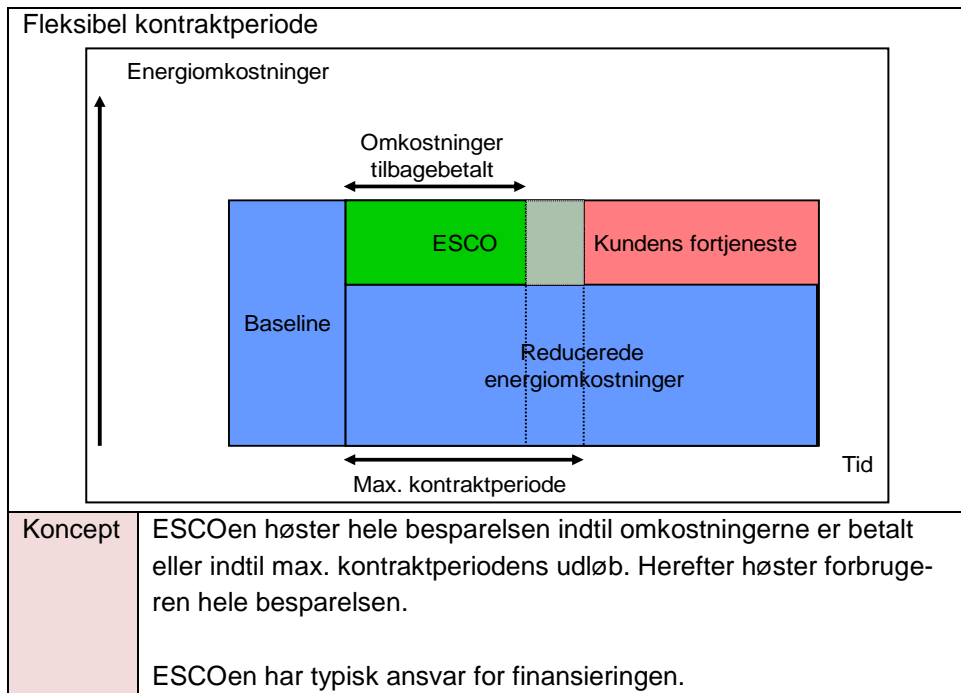 Fleksibel kontraktperiode
Energiomkostninger
Omkostninger
tilbagebetalt
ESCO
Kundens fortjeneste
Baseline
Reducerede
energiomkostninger
Tid
Max. kontraktperiode
Koncept
ESCOen høster hele besparelsen indtil omkostningerne er betalt
eller indtil max. kontraktperiodens udløb. Herefter høster forbruge-
ren hele besparelsen.
ESCOen har typisk ansvar for finansieringen.